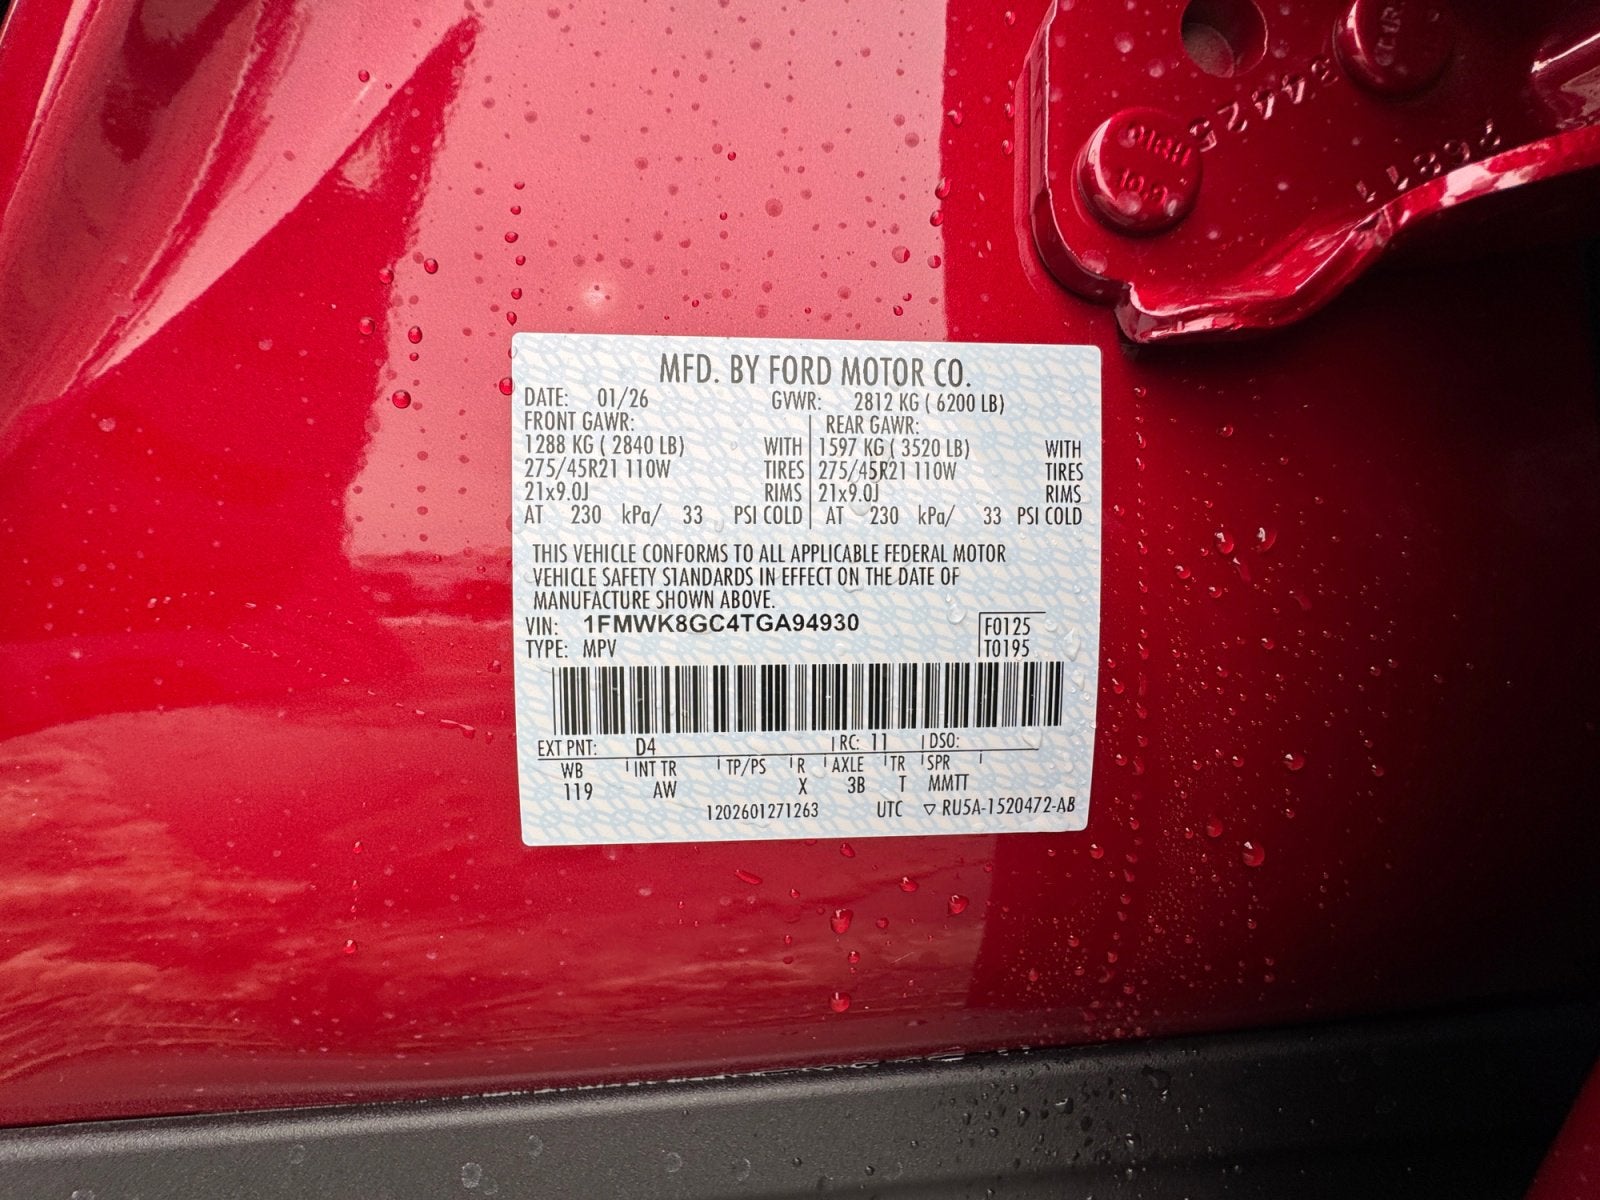 34425
7681 1
10.9
MFD. BY FORD MOTOR CO.
DATE: 01/26 GVWR: 2812 KG ( 6200 LB)
FRONT GAWR: REAR GAWR:
1288 KG ( 2840 LB) WITH 1597 KG ( 3520 LB) WITH
275/45R21 110W TIRES 275/45R21 110W TIRES
21x9.0J RIMS 21x9.0J RIMS
AT 230 kPa/ 33 PSI COLD AT 230 kPa/ 33 PSI COLD
THIS VEHICLE CONFORMS TO ALL APPLICABLE FEDERAL MOTOR
VEHICLE SAFETY STANDARDS IN EFFECT ON THE DATE OF
MANUFACTURE SHOWN ABOVE.
VIN: 1FMWK8GC4TGA94930 F0125
TYPE: MPV T0195
EXT PNT: D4 RC: 11 DSO:
WB INT TR TP/PS R AXLE TR SPR
119 AW X 3B T MMTT
1202601271263 UTC ▽ RU5A-1520472-AB